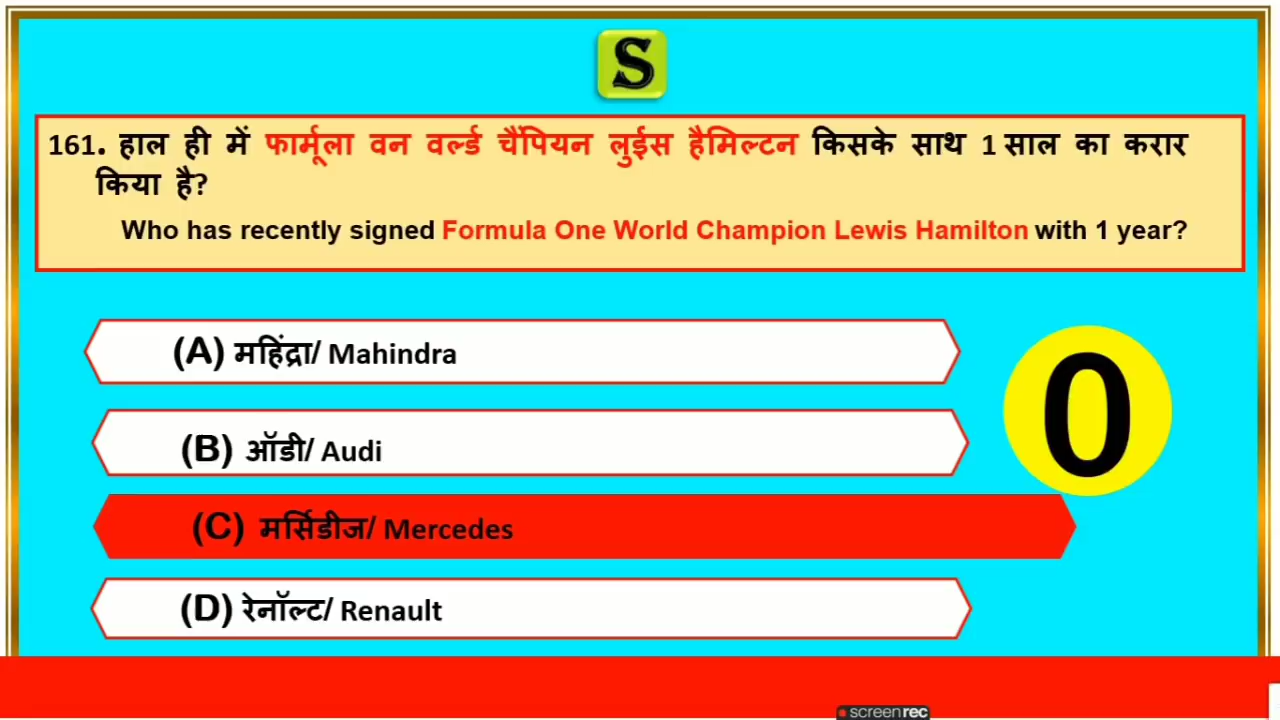 S
161. हाल ही में फार्मूला वन वर्ल्ड चैंपियन लुईस हैमिल्टन किसके साथ 1 साल का करार
किया है?
Who has recently signed Formula One World Champion Lewis Hamilton with 1 year?
(A) महिंद्रा/ Mahindra
0
(B) ऑडी/ Audi
(C) मर्सिडीज/ Mercedes
(D) रेनॉल्ट/ Renault
screenrec